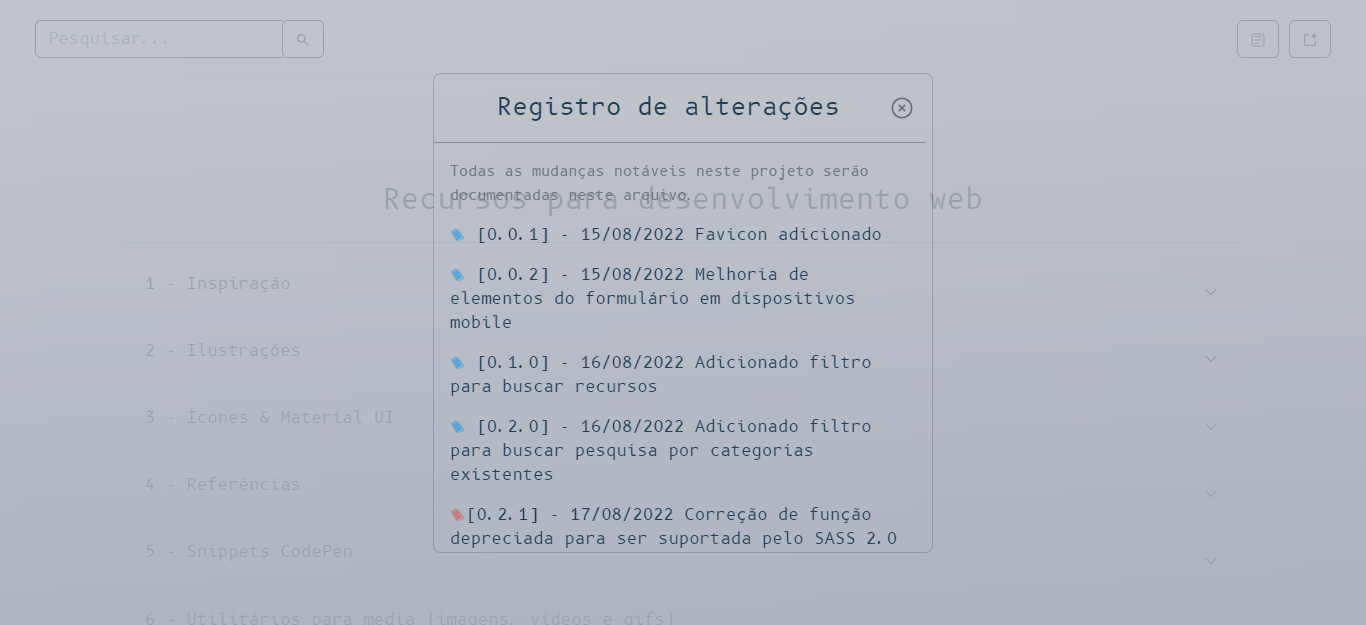 Pesquisar...
Registro de alterações
Todas as mudanças notáveis neste projeto serão
documentadas neste arquivo.
Recursos para desenvolvimento web
[0.0.1] - 15/08/2022 Favicon adicionado
[0.0.2] - 15/08/2022 Melhoria de
elementos do formulário em dispositivos
mobile
[0.1.0] - 16/08/2022 Adicionado filtro
para buscar recursos
[0.2.0] - 16/08/2022 Adicionado filtro
para buscar pesquisa por categorias
existentes
[0.2.1] - 17/08/2022 Correção de função
depreciada para ser suportada pelo SASS 2.0
1 - Inspiração
2 - Ilustrações
3 - Ícones & Material UI
4 - Referências
5 - Snippets CodePen
6 - Utilitários para media [imagens, vídeos e gifs]